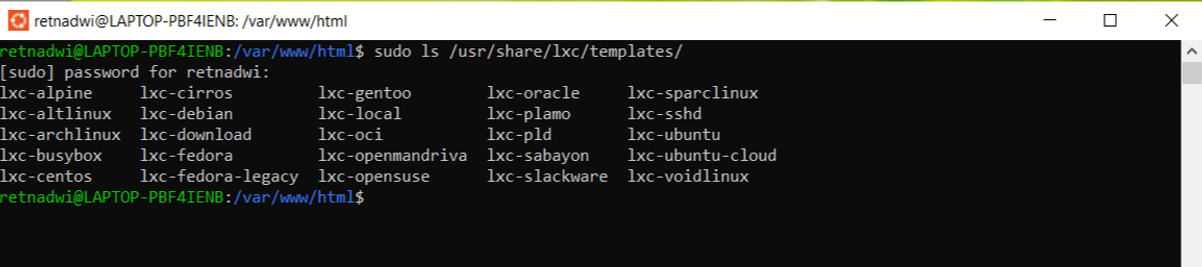 retnadwi@LAPTOP-PBF4IENB: /var/www/html
retnadwi@LAPTOP-PBF4IENB:/var/www/html$ sudo ls /usr/share/lxc/templates/
[sudo] password for retnadwi:
lxc-alpine lxc-cirros lxc-gentoo lxc-oracle lxc-sparclinux
lxc-altlinux lxc-debian lxc-local lxc-plamo lxc-sshd
lxc-archlinux lxc-download lxc-oci lxc-pld lxc-ubuntu
lxc-busybox lxc-fedora lxc-openmandriva lxc-sabayon lxc-ubuntu-cloud
lxc-centos lxc-fedora-legacy lxc-opensuse lxc-slackware lxc-voidlinux
retnadwi@LAPTOP-PBF4IENB:/var/www/html$